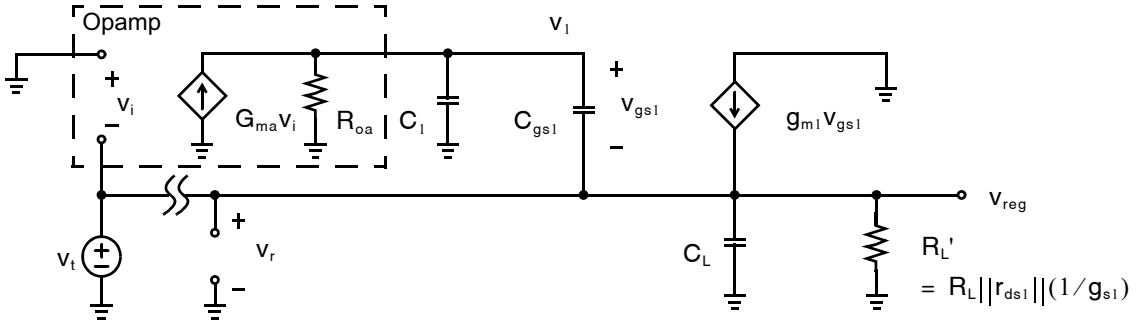 Opamp
v1
+
vi
−
Gmavi
Roa
C1
Cgs1
+
vgs1
−
gm1vgs1
vt
+
−
+
vr
−
CL
vreg
RL'
= RL||rds1||(1/gs1)